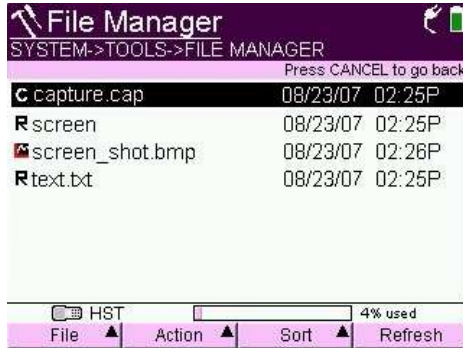 File Manager
SYSTEM->TOOLS->FILE MANAGER
Press CANCEL to go back
C capture.cap 08/23/07 02:25P
R screen 08/23/07 02:25P
screen_shot.bmp 08/23/07 02:26P
R text.txt 08/23/07 02:25P
HST 4% used
File Action Sort Refresh